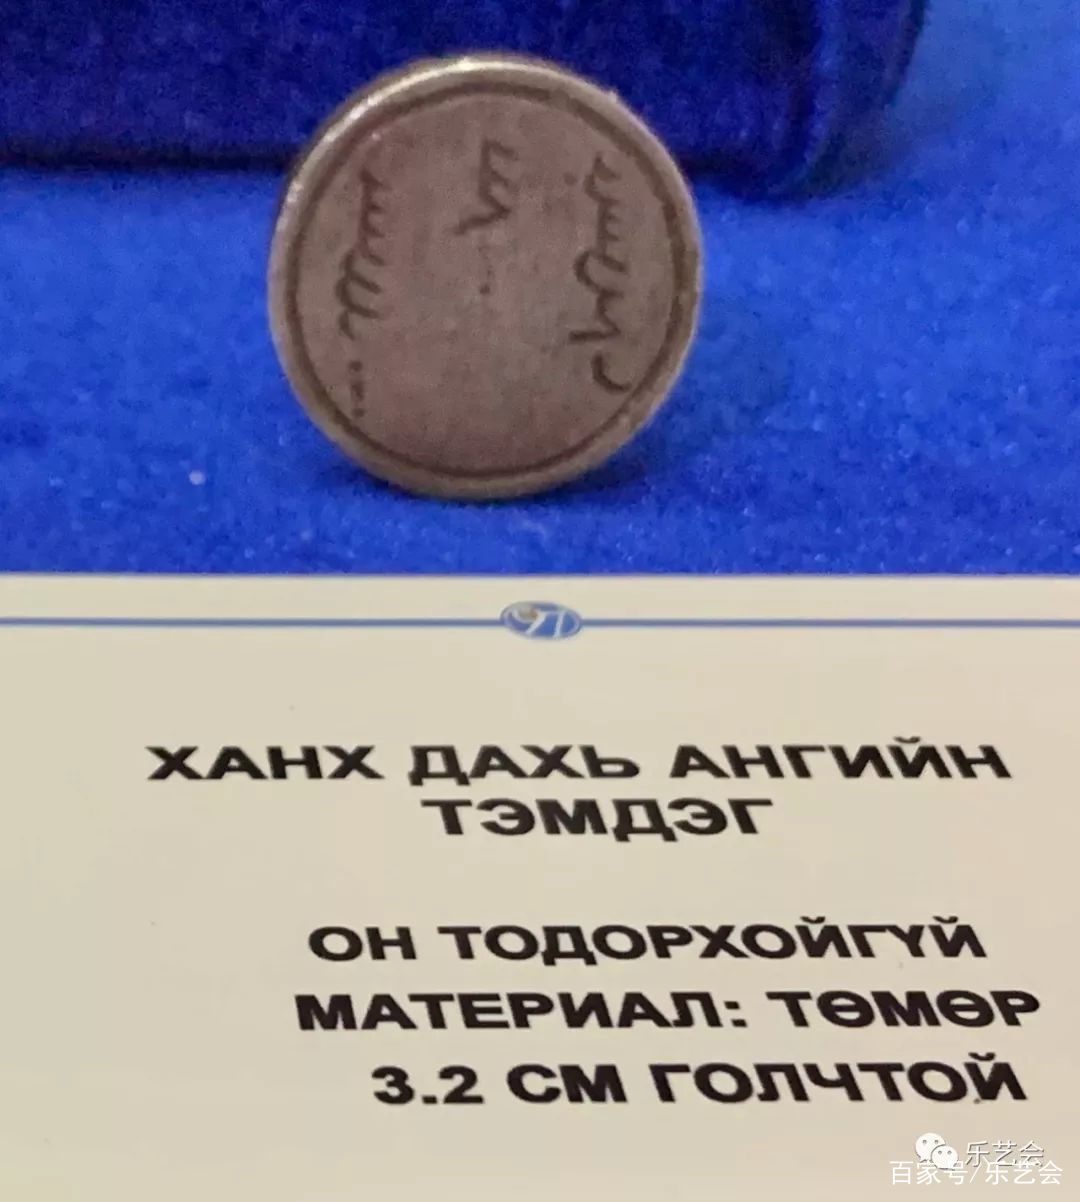 ХАНХ ДАХЬ АНГИЙН
ТЭМДЭГ
ОН ТОДОРХОЙГҮЙ
МАТЕРИАЛ: ТӨМӨР
3.2 СМ ГОЛЧТОЙ
乐艺会
百家号/乐艺会